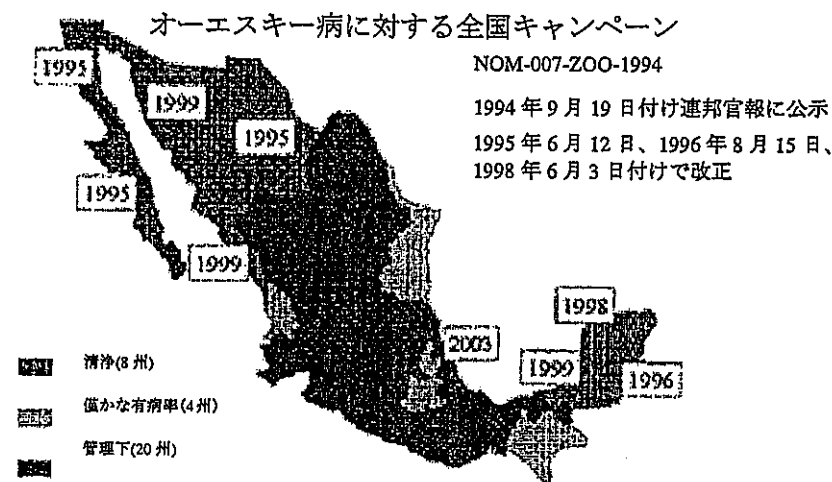 オーエスキー病に対する全国キャンペーン
NOM-007-ZOO-1994
1994年9月19日付け連邦官報に公示
1995年6月12日、1996年8月15日、
1998年6月3日付けで改正
1995
1999
1995
1995
1999
1998
2003
1999
1996
清浄(8州)
僅かな有病率(4州)
管理下(20州)